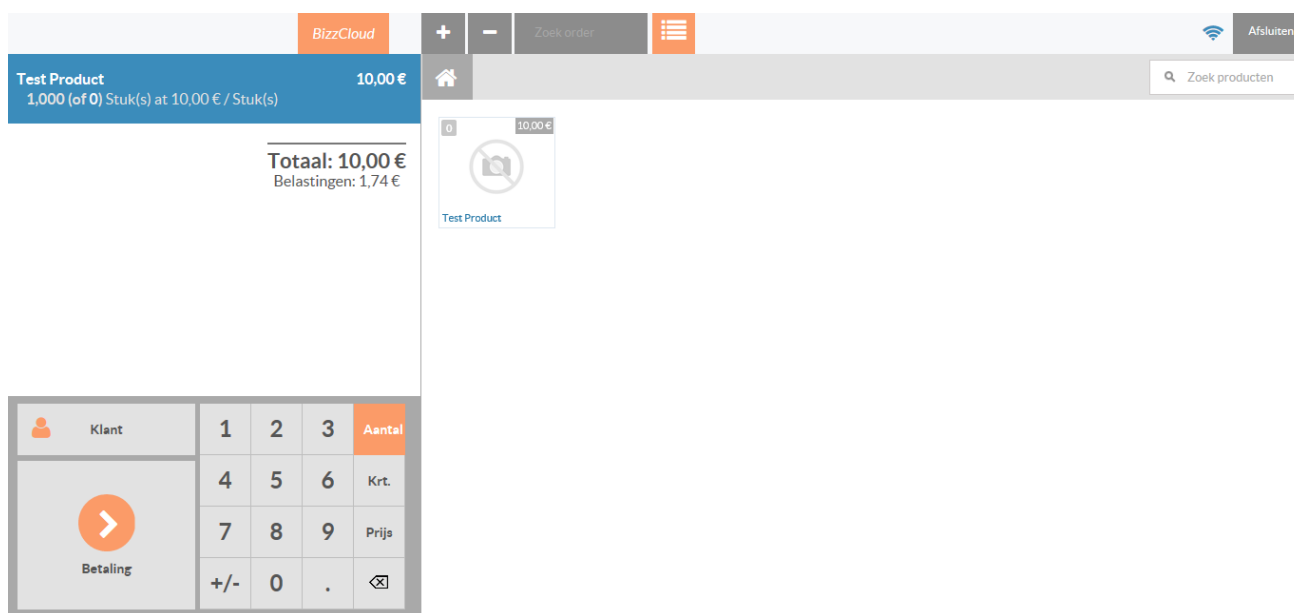 BizzCloud
+
−
Zoek order
Afsluiten
Test Product 10,00 €
1,000 (of 0) Stuk(s) at 10,00 € / Stuk(s)
Totaal: 10,00 €
Belastingen: 1,74 €
Zoek producten
0 10,00 €
Test Product
Klant
1 2 3 Aantal
4 5 6 Krt.
7 8 9 Prijs
+/- 0 .
Betaling